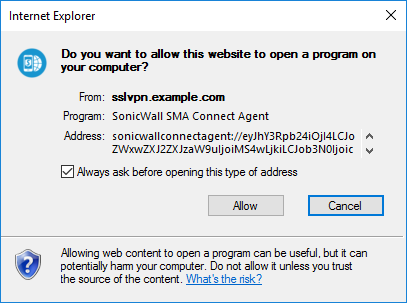 Internet Explorer
Do you want to allow this website to open a program on
your computer?
From: sslvpn.example.com
Program: SonicWall SMA Connect Agent
Address: sonicwallconnectagent://eyJhY3Rpb24iOjI4LCJo
ZWxwZXJ2ZXJzaW9uIjoiMS4wLjkiLCJob3N0Ijoic
Always ask before opening this type of address
Allow Cancel
Allowing web content to open a program can be useful, but it can
potentially harm your computer. Do not allow it unless you trust
the source of the content. What's the risk?